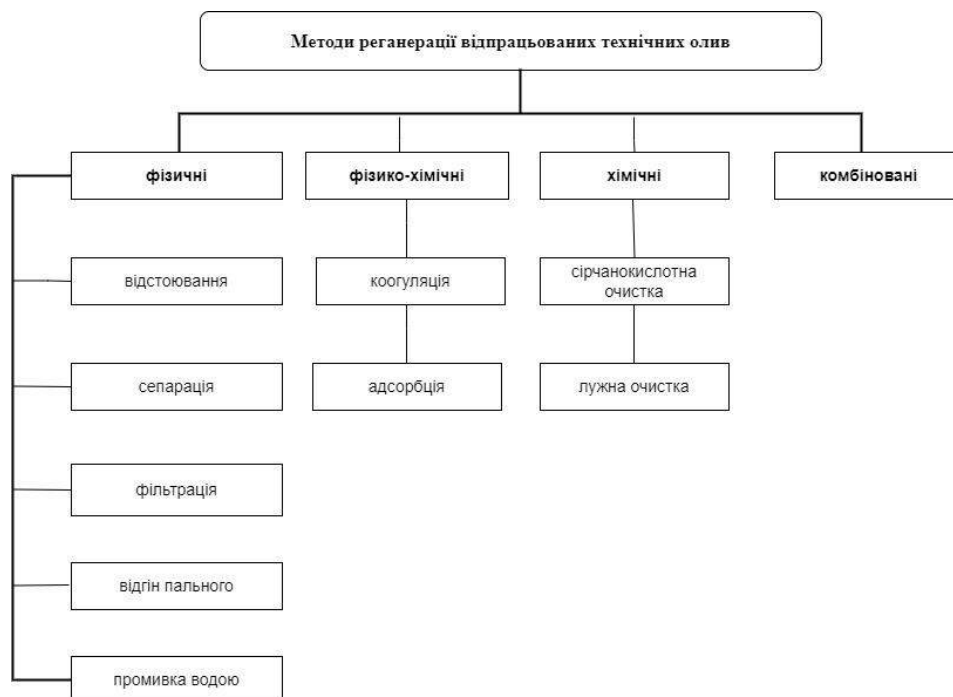 Методи реганерації відпрацьованих технічних олив
фізичні
фізико-хімічні
хімічні
комбіновані
відстоювання
коогуляція
сірчанокислотна
очистка
сепарація
адсорбція
лужна очистка
фільтрація
відгін пального
промивка водою